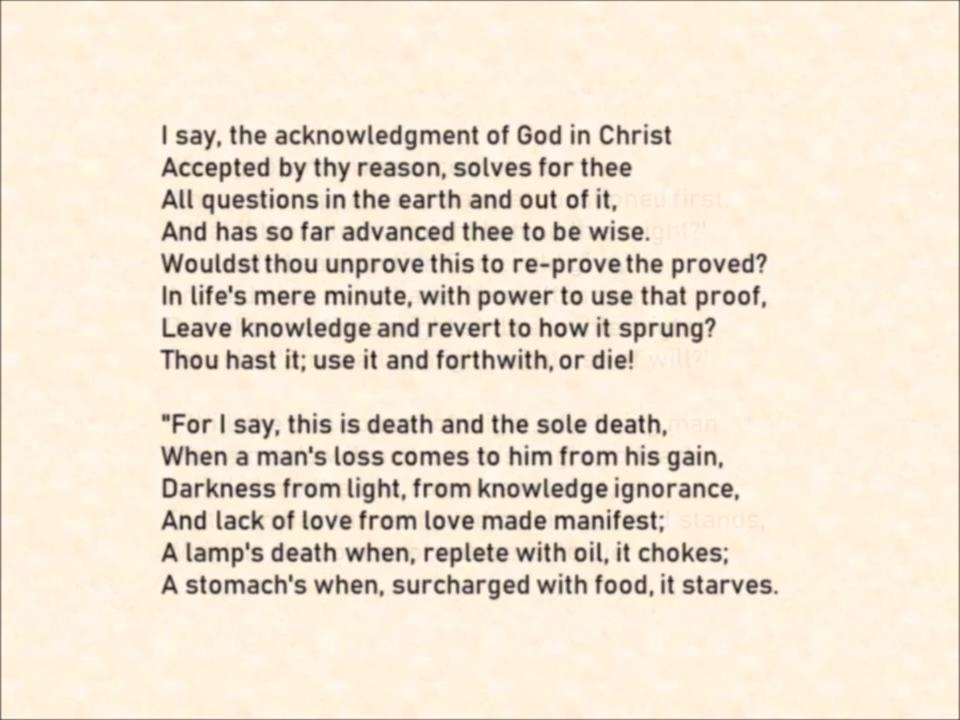 I say, the acknowledgment of God in Christ
Accepted by thy reason, solves for thee
All questions in the earth and out of it,
And has so far advanced thee to be wise.
Wouldst thou unprove this to re-prove the proved?
In life's mere minute, with power to use that proof,
Leave knowledge and revert to how it sprung?
Thou hast it; use it and forthwith, or die!

"For I say, this is death and the sole death,
When a man's loss comes to him from his gain,
Darkness from light, from knowledge ignorance,
And lack of love from love made manifest;
A lamp's death when, replete with oil, it chokes;
A stomach's when, surcharged with food, it starves.